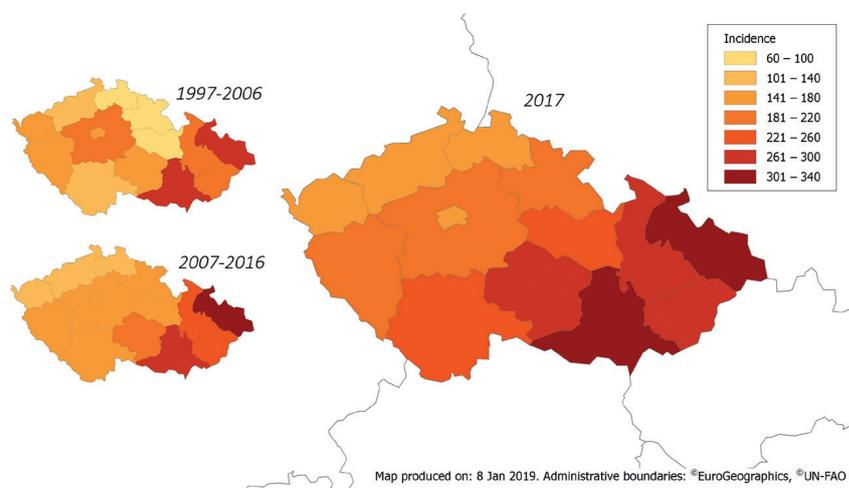 1997-2006
2007-2016
2017
Incidence
60 – 100
101 – 140
141 – 180
181 – 220
221 – 260
261 – 300
301 – 340
Map produced on: 8 Jan 2019. Administrative boundaries: ©EuroGeographics, ©UN-FAO